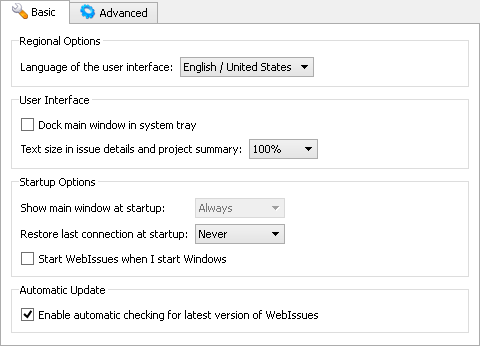 Basic
Advanced
Regional Options
Language of the user interface: English / United States
User Interface
Dock main window in system tray
Text size in issue details and project summary: 100%
Startup Options
Show main window at startup: Always
Restore last connection at startup: Never
Start WebIssues when I start Windows
Automatic Update
Enable automatic checking for latest version of WebIssues